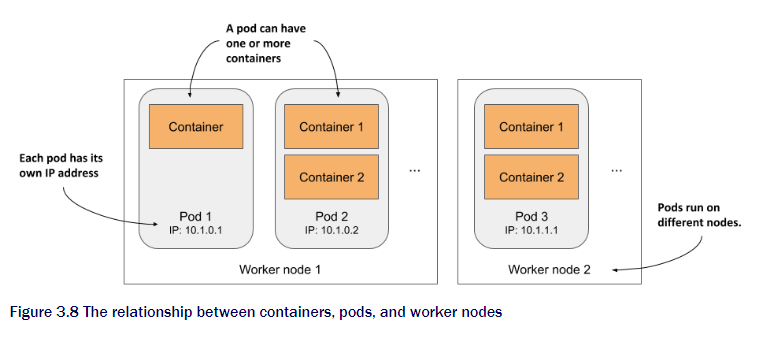 A pod can have
one or more
containers
Each pod has its
own IP address
Container
Pod 1
IP: 10.1.0.1
Container 1
Container 2
Pod 2
IP: 10.1.0.2
...
Worker node 1
Container 1
Container 2
Pod 3
IP: 10.1.1.1
...
Worker node 2
Pods run on
different nodes.
Figure 3.8 The relationship between containers, pods, and worker nodes